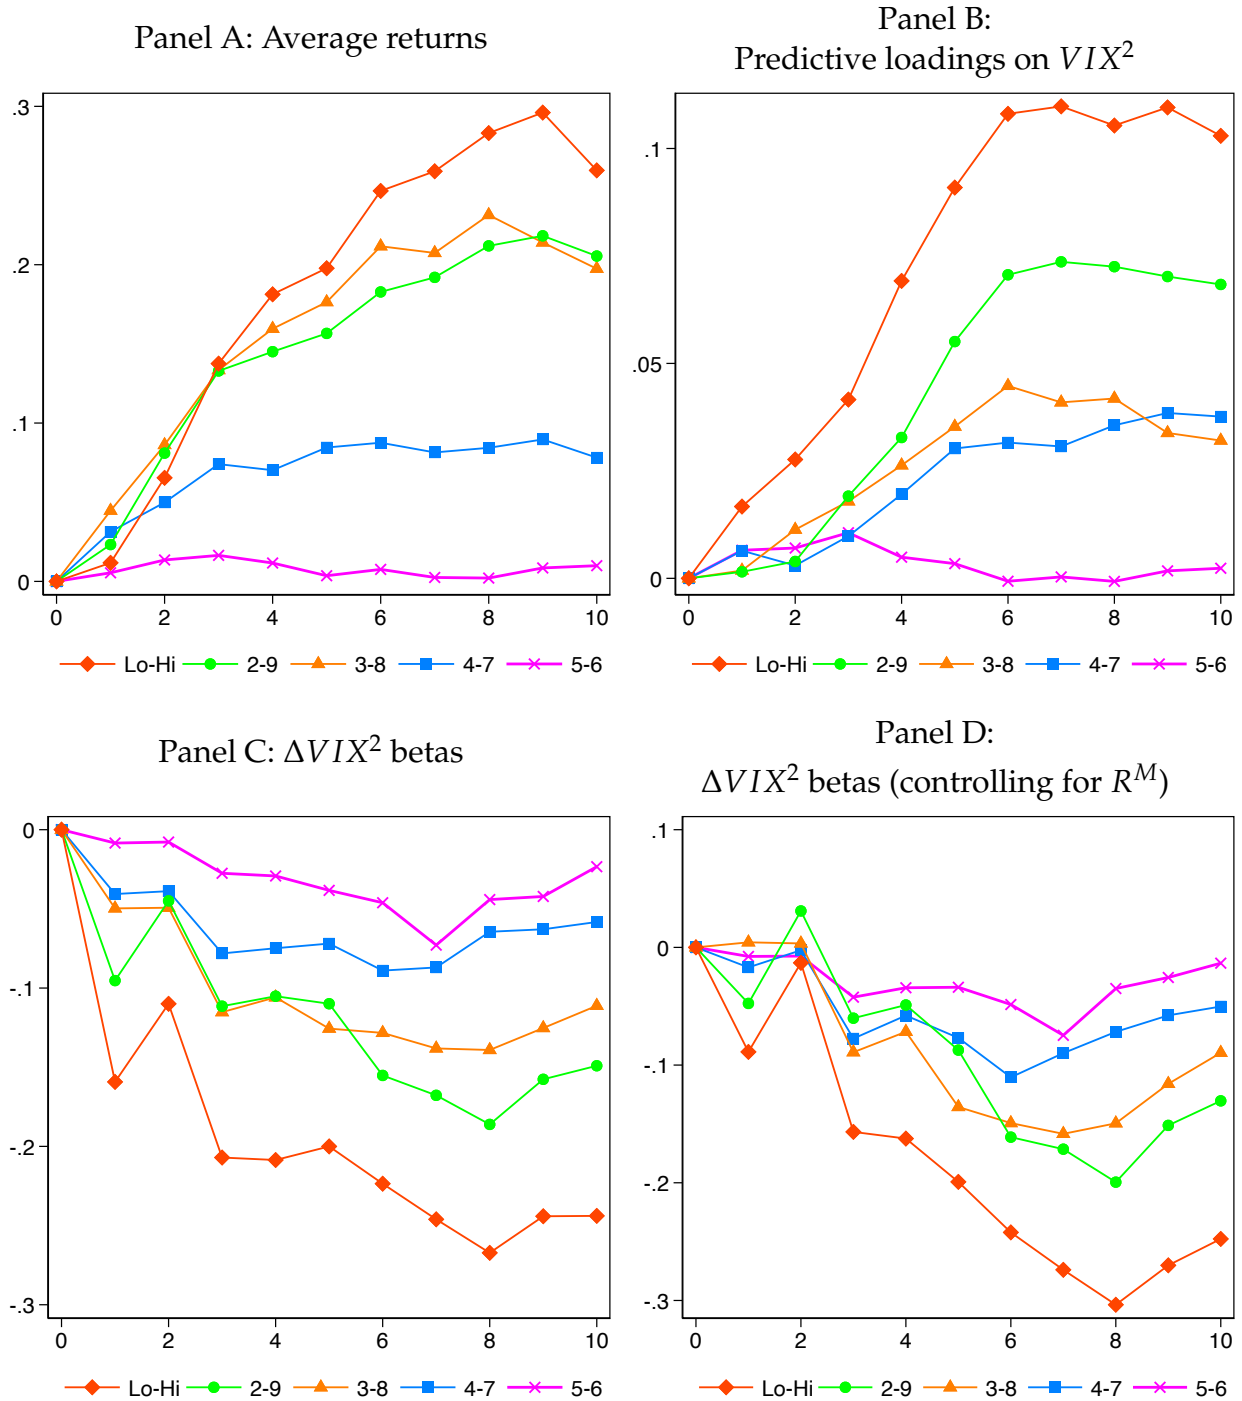 Panel A: Average returns
Panel B:
Predictive loadings on VIX²
.3
.2
.1
0
0 2 4 6 8 10
Lo-Hi 2-9 3-8 4-7 5-6
.1
.05
0
0 2 4 6 8 10
Lo-Hi 2-9 3-8 4-7 5-6
Panel C: ΔVIX² betas
Panel D:
ΔVIX² betas (controlling for Rᴹ)
0
-.1
-.2
-.3
0 2 4 6 8 10
Lo-Hi 2-9 3-8 4-7 5-6
.1
0
-.1
-.2
-.3
0 2 4 6 8 10
Lo-Hi 2-9 3-8 4-7 5-6